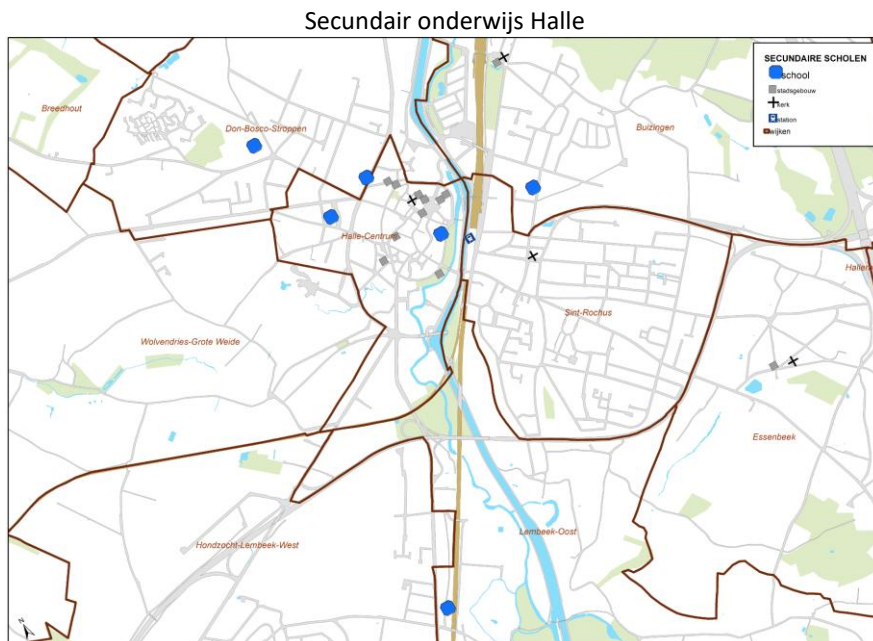 Secundair onderwijs Halle
SECUNDAIRE SCHOLEN
school
stadsgebouw
kerk
station
wijken
Breedhout
Don-Bosco-Stroppen
Buizingen
Halle-Centrum
Sint-Rochus
Wolvendries-Grote Weide
Essenbeek
Hondzocht-Lembeek-West
Lembeek-Oost
N